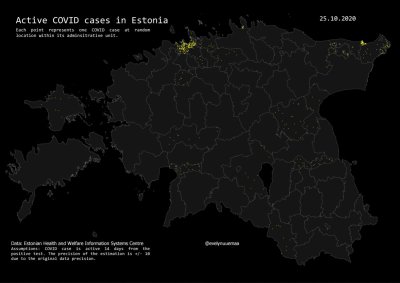 Active COVID cases in Estonia
25.10.2020
Each point represents one COVID case at random
location within its adminsitrative unit.
Data: Estonian Health and Welfare Information Systems Centre
@evelynuuemaa
Assumptions: COVID case is active 14 days from the
positive test. The precision of the estimation is +/- 10
due to the original data precision.